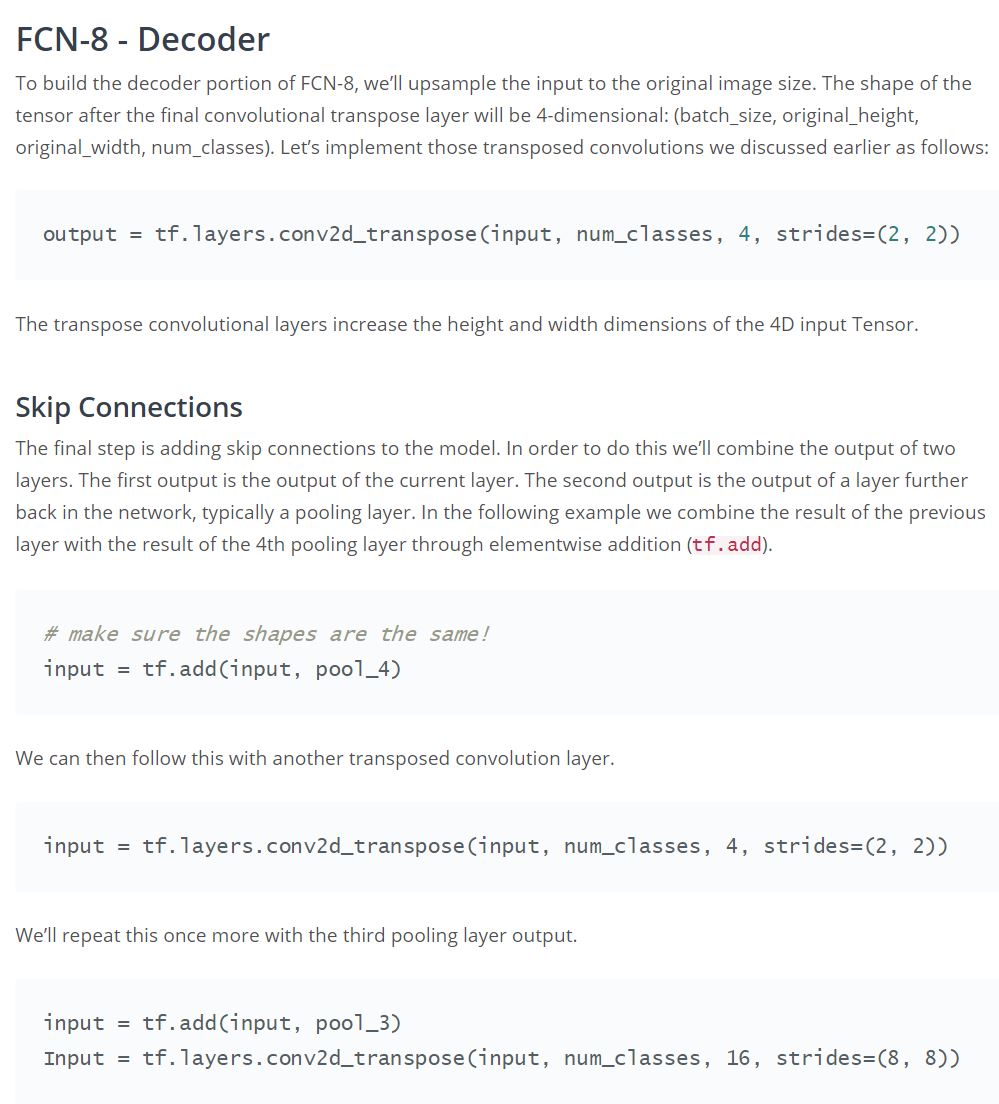 FCN-8 - Decoder
To build the decoder portion of FCN-8, we’ll upsample the input to the original image size. The shape of the
tensor after the final convolutional transpose layer will be 4-dimensional: (batch_size, original_height,
original_width, num_classes). Let’s implement those transposed convolutions we discussed earlier as follows:
output = tf.layers.conv2d_transpose(input, num_classes, 4, strides=(2, 2))
The transpose convolutional layers increase the height and width dimensions of the 4D input Tensor.
Skip Connections
The final step is adding skip connections to the model. In order to do this we’ll combine the output of two
layers. The first output is the output of the current layer. The second output is the output of a layer further
back in the network, typically a pooling layer. In the following example we combine the result of the previous
layer with the result of the 4th pooling layer through elementwise addition (tf.add).
# make sure the shapes are the same!
input = tf.add(input, pool_4)
We can then follow this with another transposed convolution layer.
input = tf.layers.conv2d_transpose(input, num_classes, 4, strides=(2, 2))
We’ll repeat this once more with the third pooling layer output.
input = tf.add(input, pool_3)
Input = tf.layers.conv2d_transpose(input, num_classes, 16, strides=(8, 8))